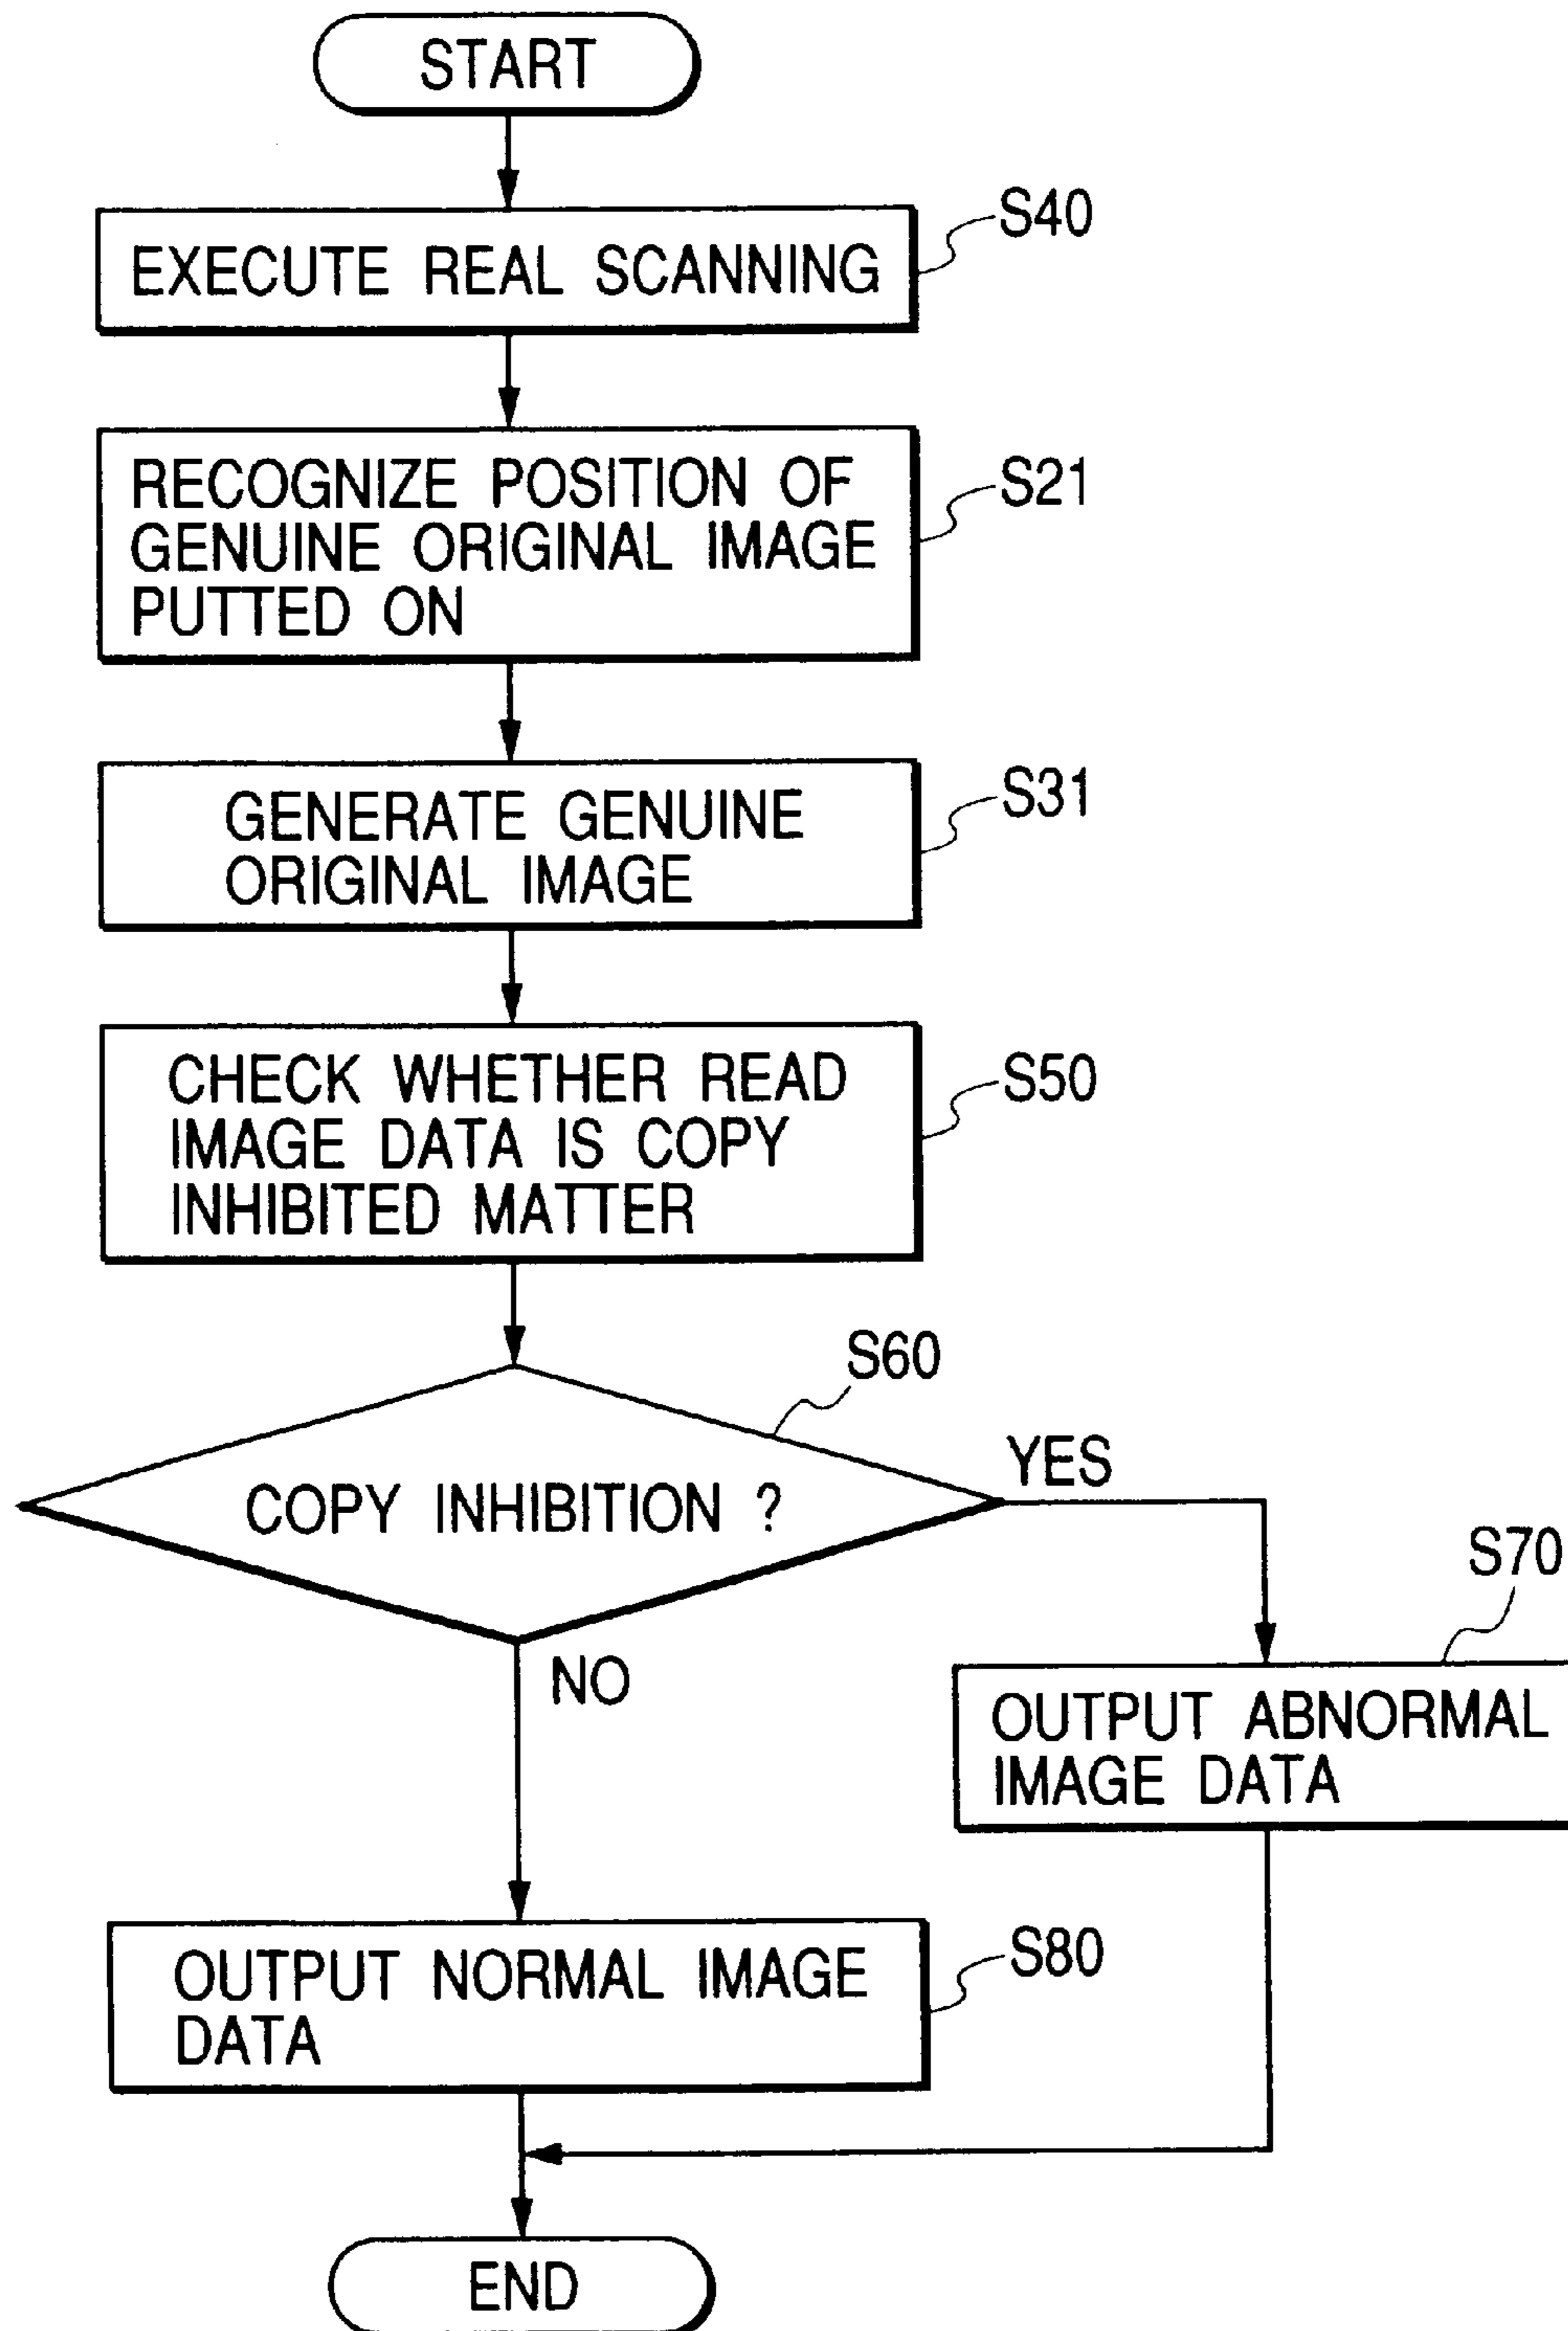 START
EXECUTE REAL SCANNING
S40
RECOGNIZE POSITION OF
GENUINE ORIGINAL IMAGE
PUTTED ON
S21
GENERATE GENUINE
ORIGINAL IMAGE
S31
CHECK WHETHER READ
IMAGE DATA IS COPY
INHIBITED MATTER
S50
S60
COPY INHIBITION ?
YES
NO
S70
OUTPUT ABNORMAL
IMAGE DATA
OUTPUT NORMAL IMAGE
DATA
S80
END